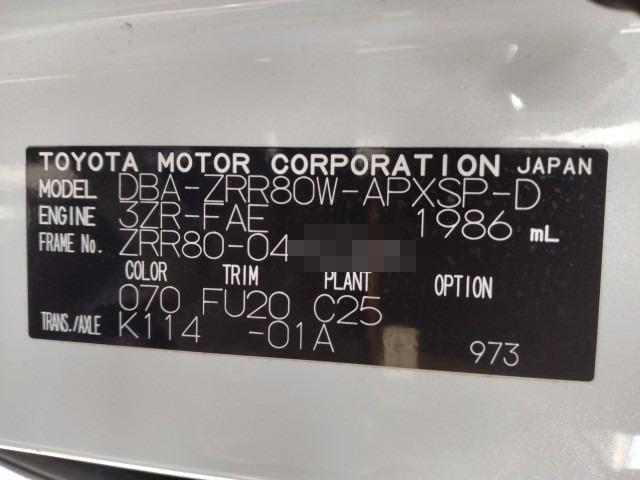 TOYOTA MOTOR CORPORATION JAPAN
MODEL DBA-ZRR80W-APXSP-D
ENGINE 3ZR-FAE 1986 mL
FRAME No. ZRR80-04
COLOR TRIM PLANT OPTION
070 FU20 C25
TRANS./AXLE K114 -01A
973